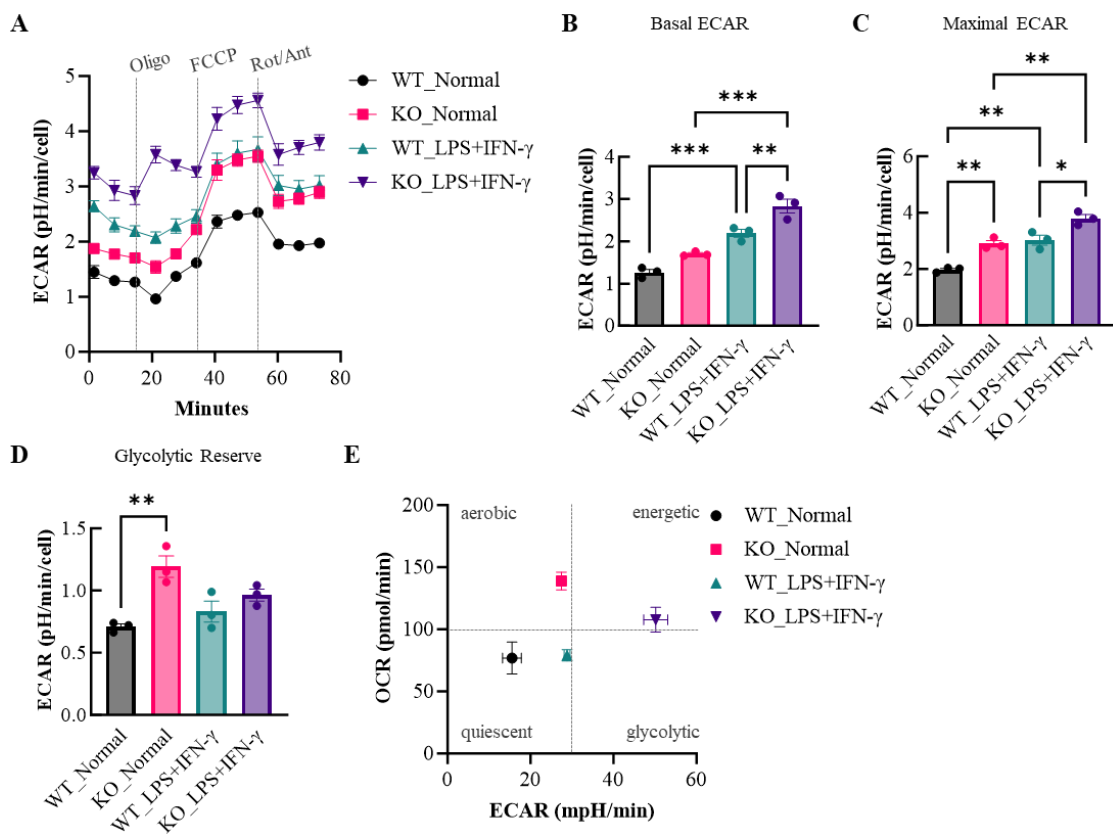 A
Oligo
FCCP
Rot/Ant
WT_Normal
KO_Normal
WT_LPS+IFN-γ
KO_LPS+IFN-γ
ECAR (pH/min/cell)
5
4
3
2
1
0
0 20 40 60 80
Minutes
B
Basal ECAR
***
*** **
ECAR (pH/min/cell)
4
3
2
1
0
WT_Normal
KO_Normal
WT_LPS+IFN-γ
KO_LPS+IFN-γ
C
Maximal ECAR
**
**
** *
ECAR (pH/min/cell)
6
4
2
0
WT_Normal
KO_Normal
WT_LPS+IFN-γ
KO_LPS+IFN-γ
D
Glycolytic Reserve
**
ECAR (pH/min/cell)
1.5
1.0
0.5
0.0
WT_Normal
KO_Normal
WT_LPS+IFN-γ
KO_LPS+IFN-γ
E
aerobic energetic
quiescent glycolytic
OCR (pmol/min)
200
150
100
50
0
0 20 40 60
ECAR (mpH/min)
WT_Normal
KO_Normal
WT_LPS+IFN-γ
KO_LPS+IFN-γ